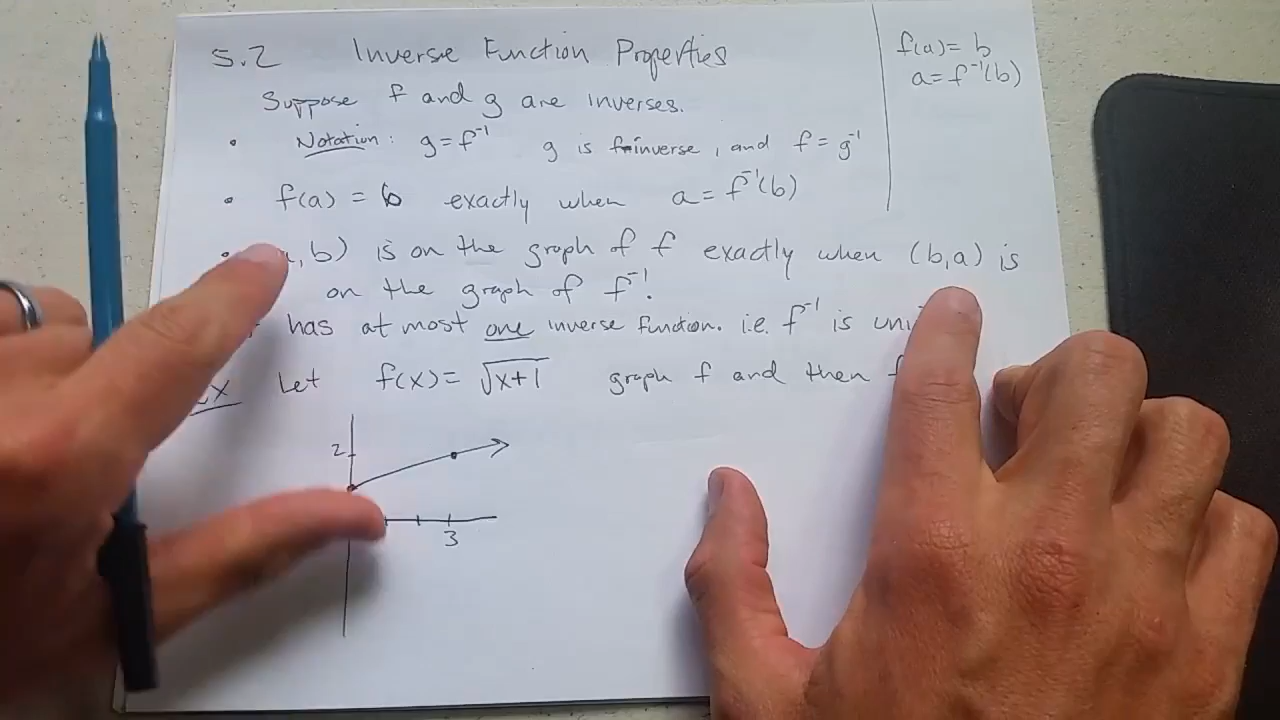 5.2 Inverse Function Properties
f(a) = b
a = f⁻¹(b)
Suppose f and g are inverses.
• Notation: g = f⁻¹ g is f-inverse, and f = g⁻¹
• f(a) = b exactly when a = f⁻¹(b)
• , b) is on the graph of f exactly when (b,a) is
on the graph of f⁻¹.
has at most one inverse function. i.e. f⁻¹ is
Let f(x) = √x+1 graph f and then
2
3